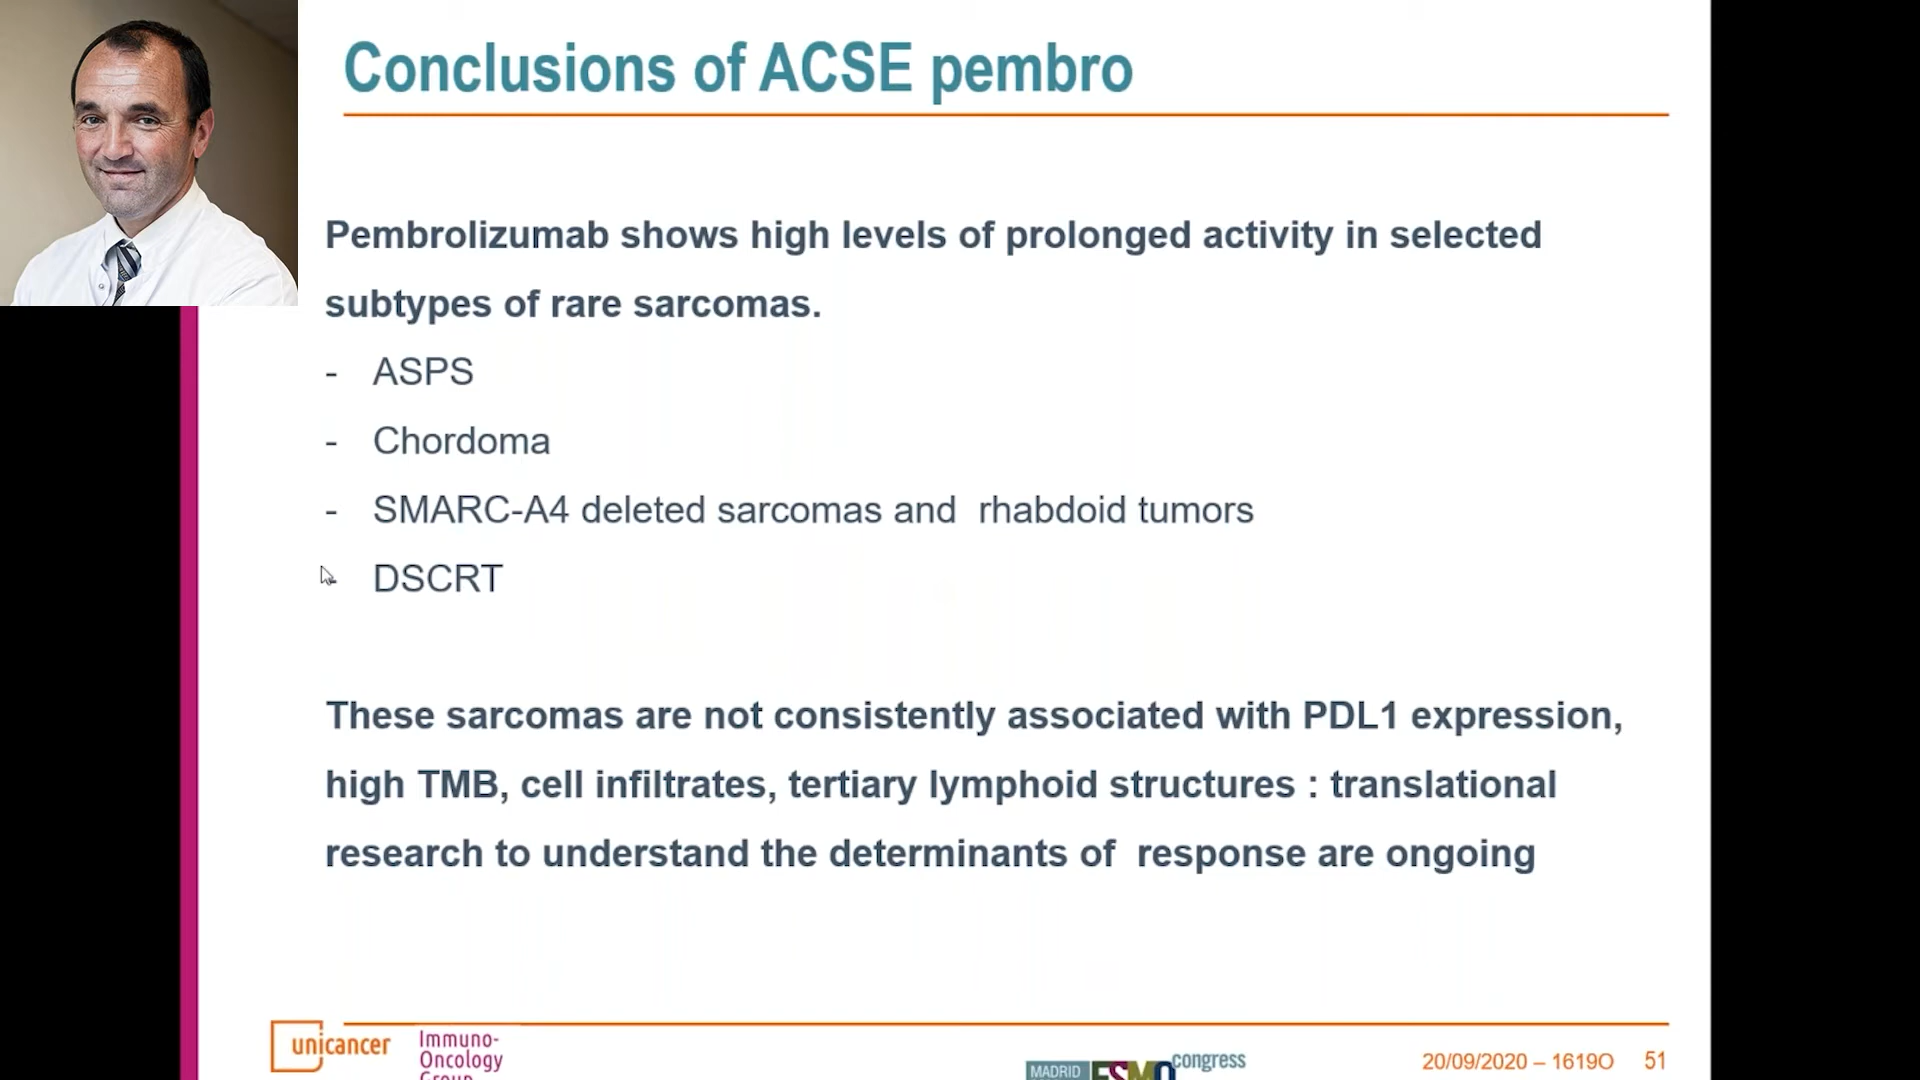 Conclusions of ACSE pembro
Pembrolizumab shows high levels of prolonged activity in selected
subtypes of rare sarcomas.
- ASPS
- Chordoma
- SMARC-A4 deleted sarcomas and rhabdoid tumors
DSCRT
These sarcomas are not consistently associated with PDL1 expression,
high TMB, cell infiltrates, tertiary lymphoid structures : translational
research to understand the determinants of response are ongoing
unicancer
Immuno-
Oncology
Group
MADRID
ESMO congress
20/09/2020 – 1619O 51